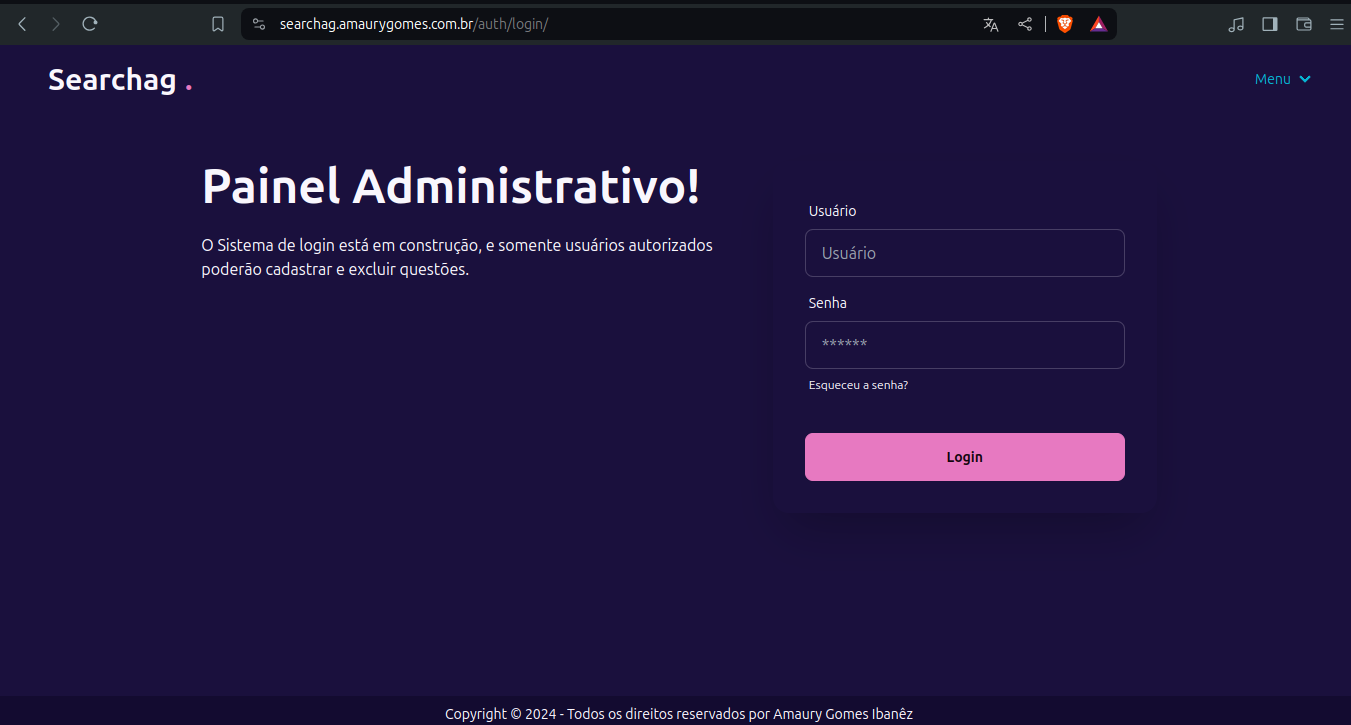 searchag.amaurygomes.com.br/auth/login/
Searchag .
Menu
Painel Administrativo!
O Sistema de login está em construção, e somente usuários autorizados
poderão cadastrar e excluir questões.
Usuário
Usuário
Senha
******
Esqueceu a senha?
Login
Copyright © 2024 - Todos os direitos reservados por Amaury Gomes Ibanêz